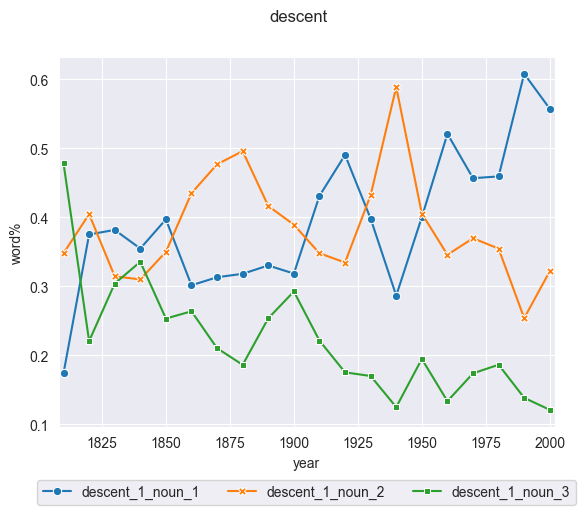 descent
0.6
0.5
0.4
0.3
0.2
0.1
word%
1825 1850 1875 1900 1925 1950 1975 2000
year
descent_1_noun_1 descent_1_noun_2 descent_1_noun_3